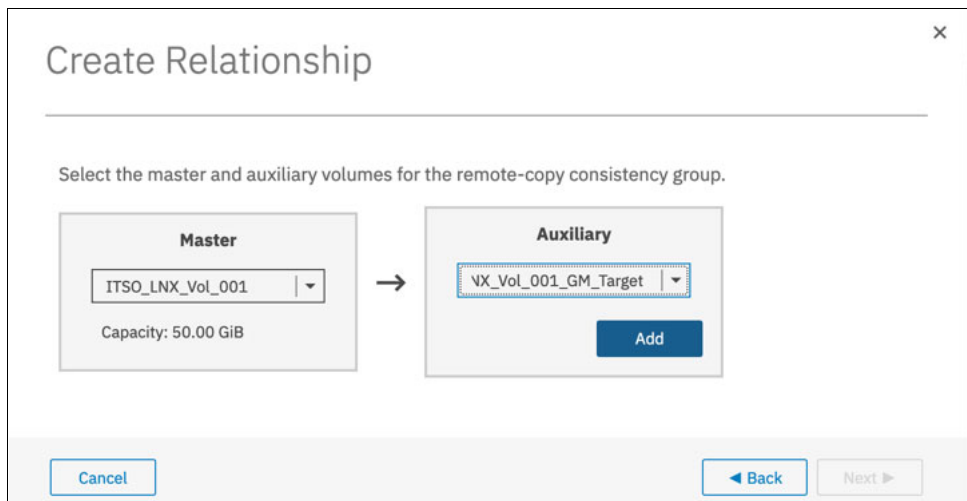 Create Relationship
Select the master and auxiliary volumes for the remote-copy consistency group.
Master
ITSO_LNX_Vol_001
Capacity: 50.00 GiB
Auxiliary
NX_Vol_001_GM_Target
Add
Cancel
Back
Next